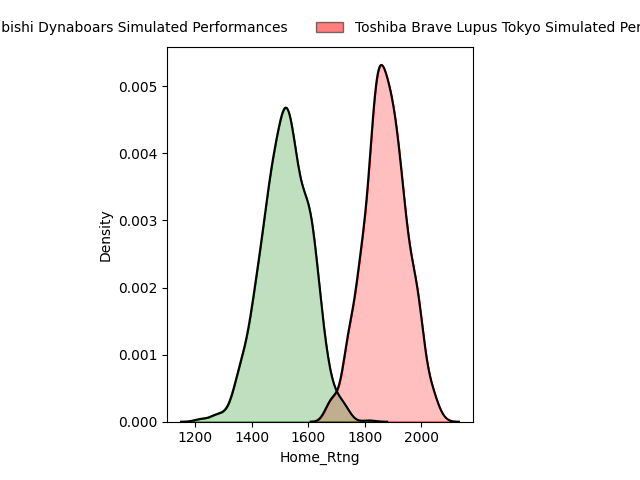 bishi Dynaboars Simulated Performances
Toshiba Brave Lupus Tokyo Simulated Per
0.005
0.004
0.003
0.002
0.001
0.000
Density
1200 1400 1600 1800 2000
Home_Rtng